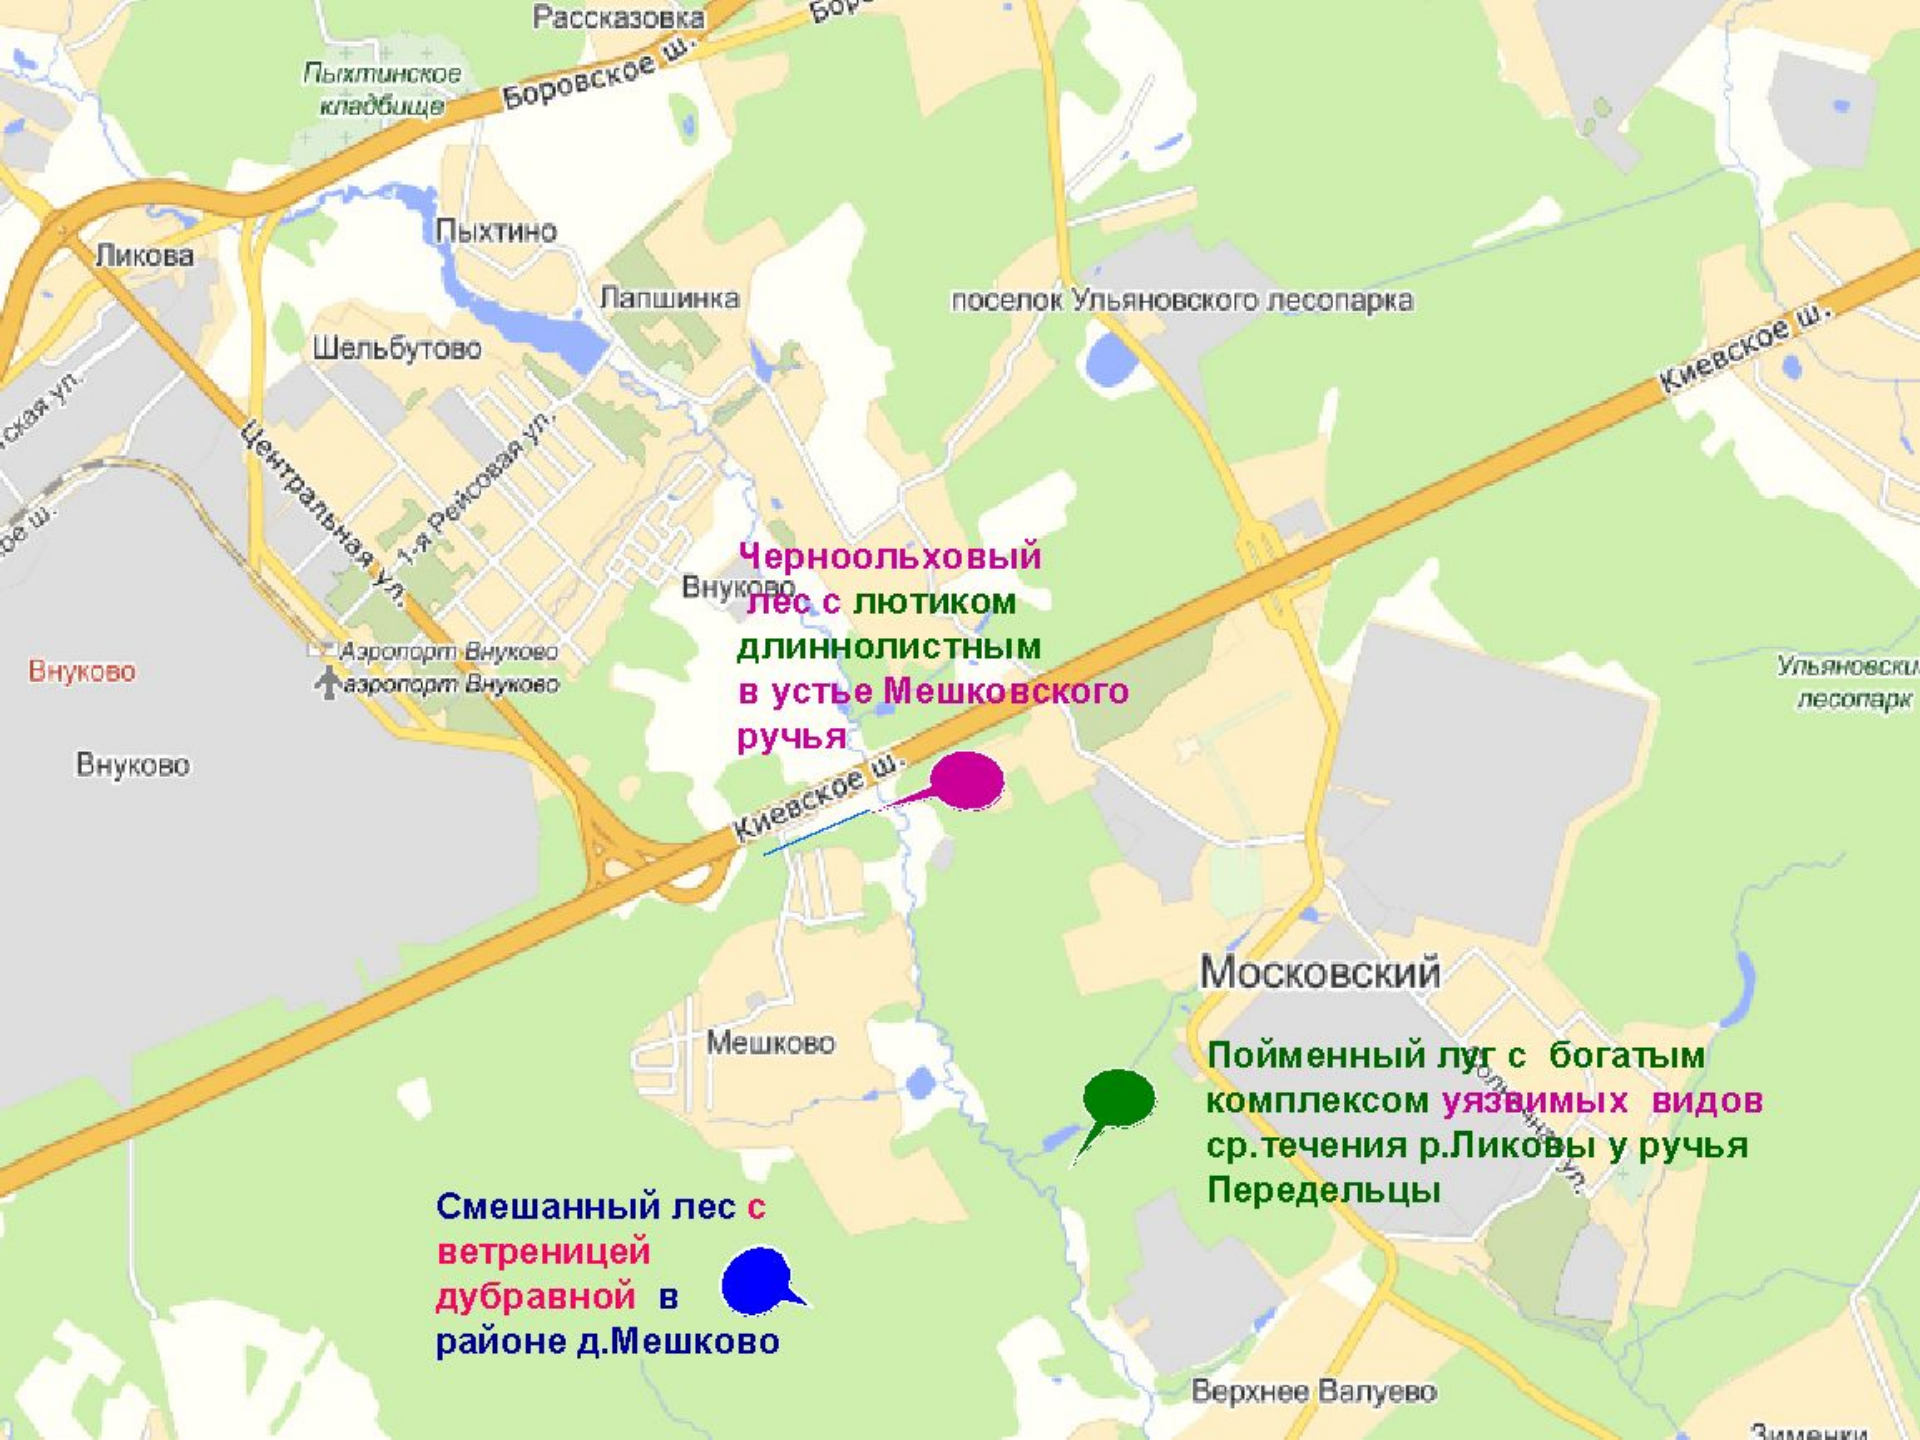 Рассказовка
Боровское ш.
Пыхтинское
кладбище
Пыхтино
Ликова
Лапшинка
поселок Ульяновского лесопарка
Шельбутово
Киевское ш.
Центральная ул.
1-я Рейсовая ул.
Черноольховый
Внуково
лес с лютиком
длиннолистным
в устье Мешковского
ручья
Аэропорт Внуково
аэропорт Внуково
Внуково
Внуково
лесопарк
Киевское ш.
Московский
Мешково
Пойменный луг с богатым
комплексом уязвимых видов
ср.течения р.Ликовы у ручья
Передельцы
Смешанный лес с
ветреницей
дубравной в
районе д.Мешково
Верхнее Валуево
Зименки